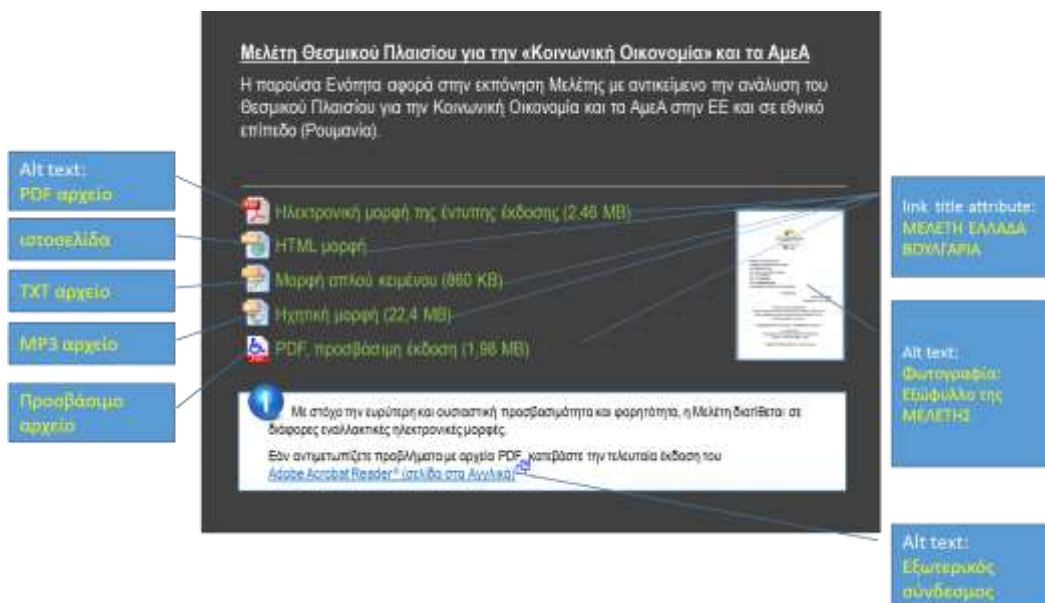 Μελέτη Θεσμικού Πλαισίου για την «Κοινωνική Οικονομία» και τα ΑμεΑ
Η παρούσα Ενότητα αφορά στην εκπόνηση Μελέτης με αντικείμενο την ανάλυση του
Θεσμικού Πλαισίου για την Κοινωνική Οικονομία και τα ΑμεΑ στην ΕΕ και σε εθνικό
επίπεδο (Ρουμανία).
Alt text:
PDF αρχείο
ιστοσελίδα
TXT αρχείο
MP3 αρχείο
Προσβάσιμο
αρχείο
Ηλεκτρονική μορφή της έντυπης έκδοσης (2,46 MB)
HTML μορφή
Μορφή απλού κειμένου (860 KB)
Ηχητική μορφή (22,4 MB)
PDF, προσβάσιμη έκδοση (1,98 MB)
link title attribute:
ΜΕΛΕΤΗ ΕΛΛΑΔΑ
ΒΟΥΛΓΑΡΙΑ
Alt text:
Φωτογραφία:
Εξώφυλλο της
ΜΕΛΕΤΗΣ
Με στόχο την ευρύτερη και ουσιαστική προσβασιμότητα και φορητότητα, η Μελέτη διατίθεται σε
διάφορες εναλλακτικές ηλεκτρονικές μορφές.
Εάν αντιμετωπίζετε προβλήματα με αρχεία PDF, κατεβάστε την τελευταία έκδοση του
Adobe Acrobat Reader® (σελίδα στα Αγγλικά)
Alt text:
Εξωτερικός
σύνδεσμος